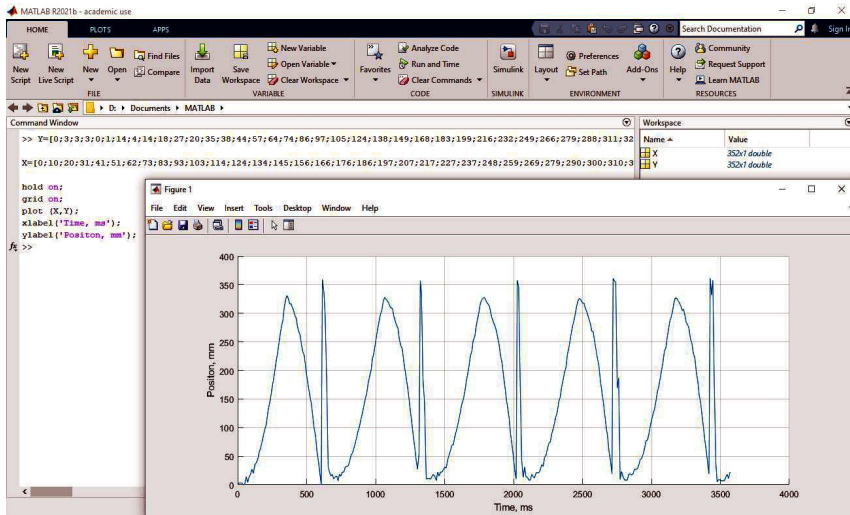 MATLAB R2021b - academic use
HOME PLOTS APPS
Search Documentation
Sign In
New Script
New Live Script
New
Open
Find Files
Compare
FILE
Import Data
Save Workspace
New Variable
Open Variable
Clear Workspace
VARIABLE
Favorites
Analyze Code
Run and Time
Clear Commands
CODE
Simulink
SIMULINK
Layout
Preferences
Set Path
Add-Ons
ENVIRONMENT
Help
Community
Request Support
Learn MATLAB
RESOURCES
D: Documents MATLAB
Command Window
>> Y=[0;3;3;3;0;1;14;4;14;18;27;20;35;38;44;57;64;74;86;97;105;124;138;149;168;183;199;216;232;249;266;279;288;311;32
X=[0;10;20;31;41;51;62;73;83;93;103;114;124;134;145;156;166;176;186;197;207;217;227;237;248;259;269;279;290;300;310;3
hold on;
grid on;
plot (X,Y);
xlabel('Time, ms');
ylabel('Positon, mm');
fx >>
Workspace
Name Value
X 352x1 double
Y 352x1 double
Figure 1
File Edit View Insert Tools Desktop Window Help
400
350
300
250
200
150
100
50
0
Positon, mm
0 500 1000 1500 2000 2500 3000 3500 4000
Time, ms